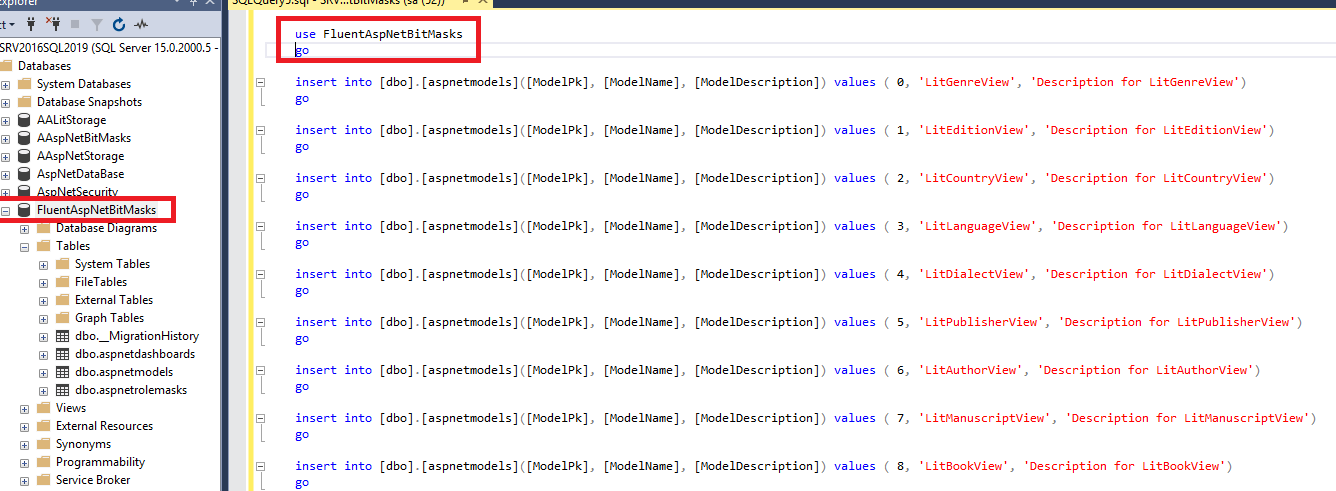 SQLQuery5.sql - SRV...tBitMasks (sa (52))
SRV2016SQL2019 (SQL Server 15.0.2000.5 -
Databases
System Databases
Database Snapshots
AALitStorage
AAspNetBitMasks
AAspNetStorage
AspNetDataBase
AspNetSecurity
FluentAspNetBitMasks
Database Diagrams
Tables
System Tables
FileTables
External Tables
Graph Tables
dbo.__MigrationHistory
dbo.aspnetdashboards
dbo.aspnetmodels
dbo.aspnetrolemasks
Views
External Resources
Synonyms
Programmability
Service Broker
use FluentAspNetBitMasks
go
insert into [dbo].[aspnetmodels]([ModelPk], [ModelName], [ModelDescription]) values ( 0, 'LitGenreView', 'Description for LitGenreView')
go
insert into [dbo].[aspnetmodels]([ModelPk], [ModelName], [ModelDescription]) values ( 1, 'LitEditionView', 'Description for LitEditionView')
go
insert into [dbo].[aspnetmodels]([ModelPk], [ModelName], [ModelDescription]) values ( 2, 'LitCountryView', 'Description for LitCountryView')
go
insert into [dbo].[aspnetmodels]([ModelPk], [ModelName], [ModelDescription]) values ( 3, 'LitLanguageView', 'Description for LitLanguageView')
go
insert into [dbo].[aspnetmodels]([ModelPk], [ModelName], [ModelDescription]) values ( 4, 'LitDialectView', 'Description for LitDialectView')
go
insert into [dbo].[aspnetmodels]([ModelPk], [ModelName], [ModelDescription]) values ( 5, 'LitPublisherView', 'Description for LitPublisherView')
go
insert into [dbo].[aspnetmodels]([ModelPk], [ModelName], [ModelDescription]) values ( 6, 'LitAuthorView', 'Description for LitAuthorView')
go
insert into [dbo].[aspnetmodels]([ModelPk], [ModelName], [ModelDescription]) values ( 7, 'LitManuscriptView', 'Description for LitManuscriptView')
go
insert into [dbo].[aspnetmodels]([ModelPk], [ModelName], [ModelDescription]) values ( 8, 'LitBookView', 'Description for LitBookView')
go